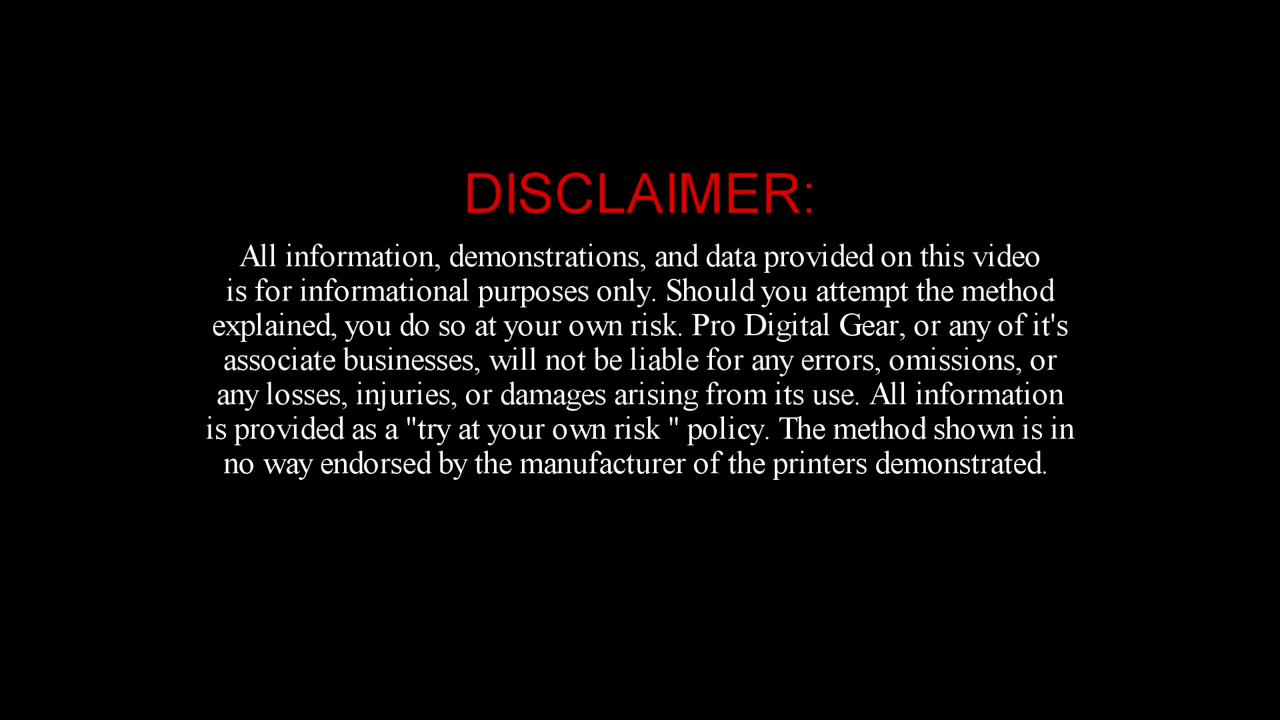 DISCLAIMER:
All information, demonstrations, and data provided on this video
is for informational purposes only. Should you attempt the method
explained, you do so at your own risk. Pro Digital Gear, or any of it's
associate businesses, will not be liable for any errors, omissions, or
any losses, injuries, or damages arising from its use. All information
is provided as a "try at your own risk " policy. The method shown is in
no way endorsed by the manufacturer of the printers demonstrated.